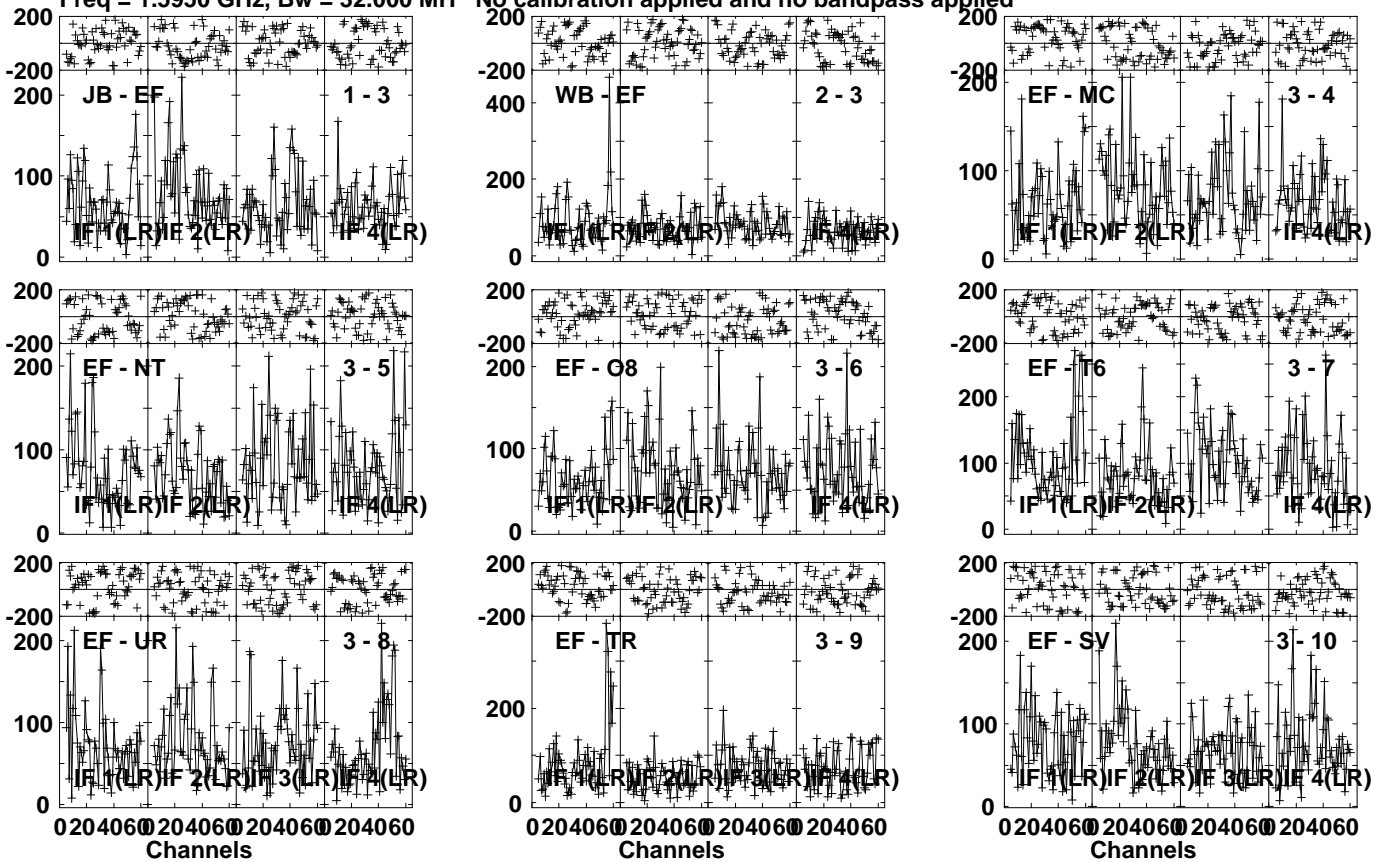 Freq = 1.5950 GHz, Bw = 32.000 MH No calibration applied and no bandpass applied
200 200 200
-200 -200
JB - EF 1 - 3 WB - EF 2 - 3 EF - MC 3 - 4
200 400 200
100 200 100
0 0 0
IF 1(LR) IF 2(LR) IF 4(LR) IF 1(LR) IF 2(LR) IF 4(LR) IF 1(LR) IF 2(LR) IF 4(LR)
200 200 200
-200 -200 -200
EF - NT 3 - 5 EF - O8 3 - 6 EF - T6 3 - 7
200 200 200
100 100 100
0 0 0
IF 1(LR) IF 2(LR) IF 4(LR) IF 1(LR) IF 2(LR) IF 4(LR) IF 1(LR) IF 2(LR) IF 4(LR)
200 200 200
-200 -200 -200
EF - UR 3 - 8 EF - TR 3 - 9 EF - SV 3 - 10
200 200 200
100 100
0 0 0
IF 1(LR) IF 2(LR) IF 3(LR) IF 4(LR) IF 1(LR) IF 2(LR) IF 3(LR) IF 4(LR) IF 1(LR) IF 2(LR) IF 3(LR) IF 4(LR)
0 20 40 60 0 20 40 60 0 20 40 60 0 20 40 60 0 20 40 60 0 20 40 60 0 20 40 60 0 20 40 60 0 20 40 60 0 20 40 60 0 20 40 60 0 20 40 60
Channels Channels Channels